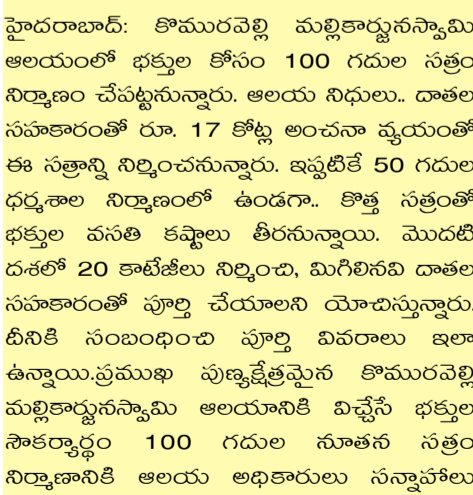 హైదరాబాద్: కొమురవెల్లి మల్లికార్జునస్వామి
ఆలయంలో భక్తుల కోసం 100 గదుల సత్రం
నిర్మాణం చేపట్టనున్నారు. ఆలయ నిధులు.. దాతల
సహకారంతో రూ. 17 కోట్ల అంచనా వ్యయంతో
ఈ సత్రాన్ని నిర్మించనున్నారు. ఇప్పటికే 50 గదుల
ధర్మశాల నిర్మాణంలో ఉండగా.. కొత్త సత్రంతో
భక్తుల వసతి కష్టాలు తీరనున్నాయి. మొదటి
దశలో 20 కాటేజీలు నిర్మించి, మిగిలినవి దాతల
సహకారంతో పూర్తి చేయాలని యోచిస్తున్నారు.
దీనికి సంబంధించి పూర్తి వివరాలు ఇలా
ఉన్నాయి.ప్రముఖ పుణ్యక్షేత్రమైన కొమురవెల్లి
మల్లికార్జునస్వామి ఆలయానికి విచ్చేసే భక్తుల
సౌకర్యార్థం 100 గదుల నూతన సత్రం
నిర్మాణానికి ఆలయ అధికారులు సన్నాహాలు